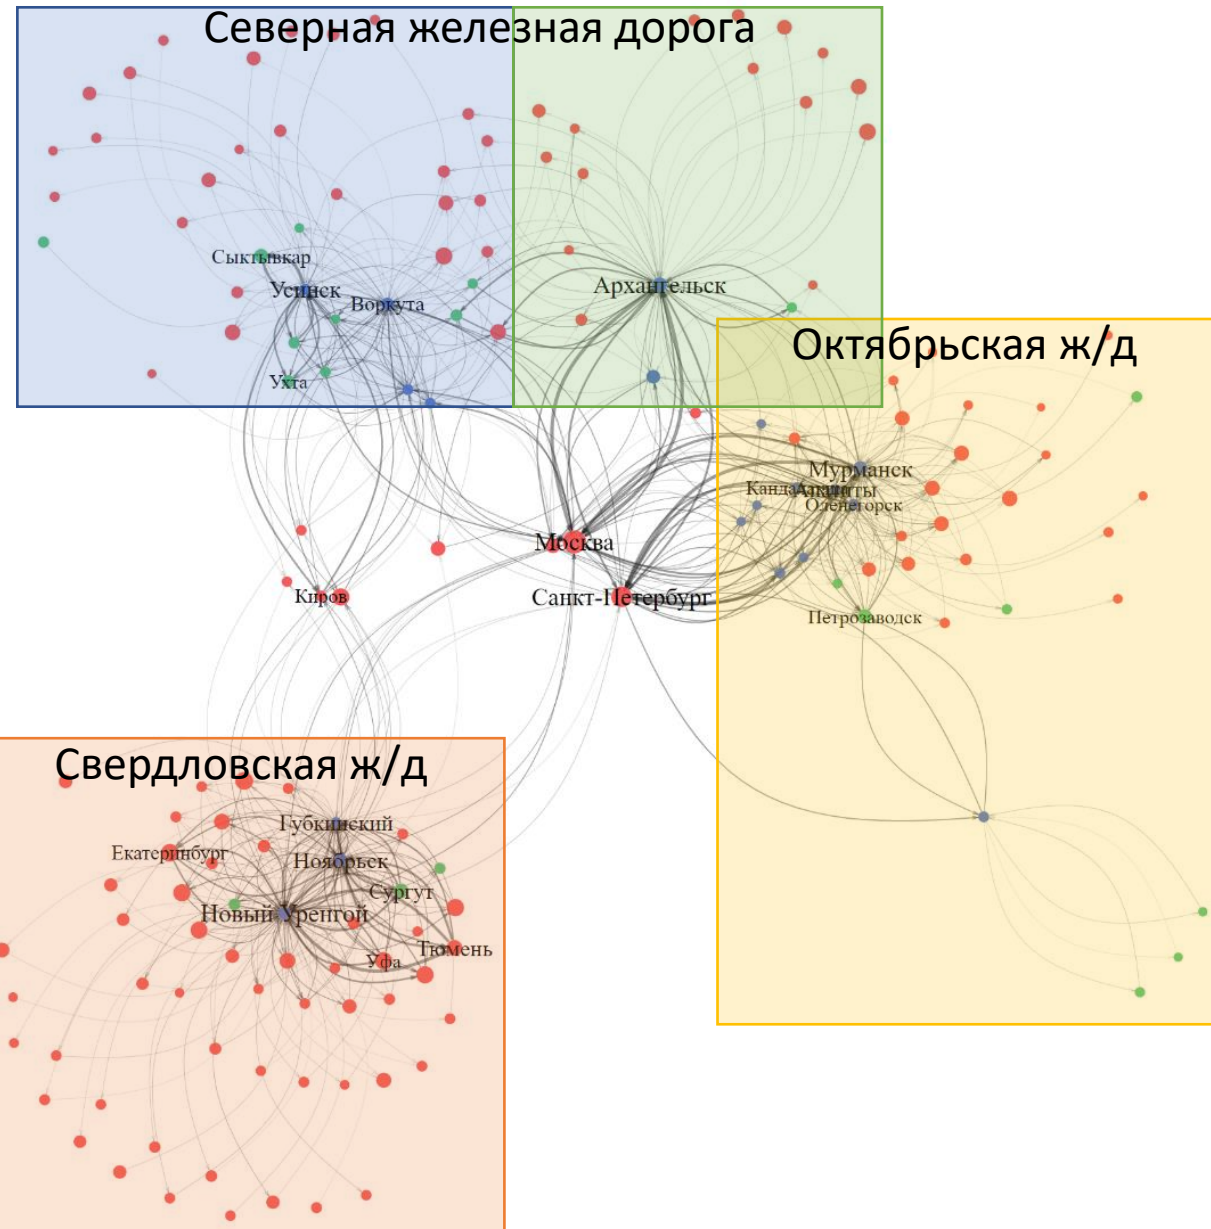 Северная железная дорога
Сыктывкар
Усинск
Воркута
Архангельск
Ухта
Октябрьская ж/д
Мурманск
Кандалакша
Апатиты
Оленегорск
Москва
Киров
Санкт-Петербург
Петрозаводск
Свердловская ж/д
Губкинский
Екатеринбург
Ноябрьск
Сургут
Новый Уренгой
Тюмень
Уфа